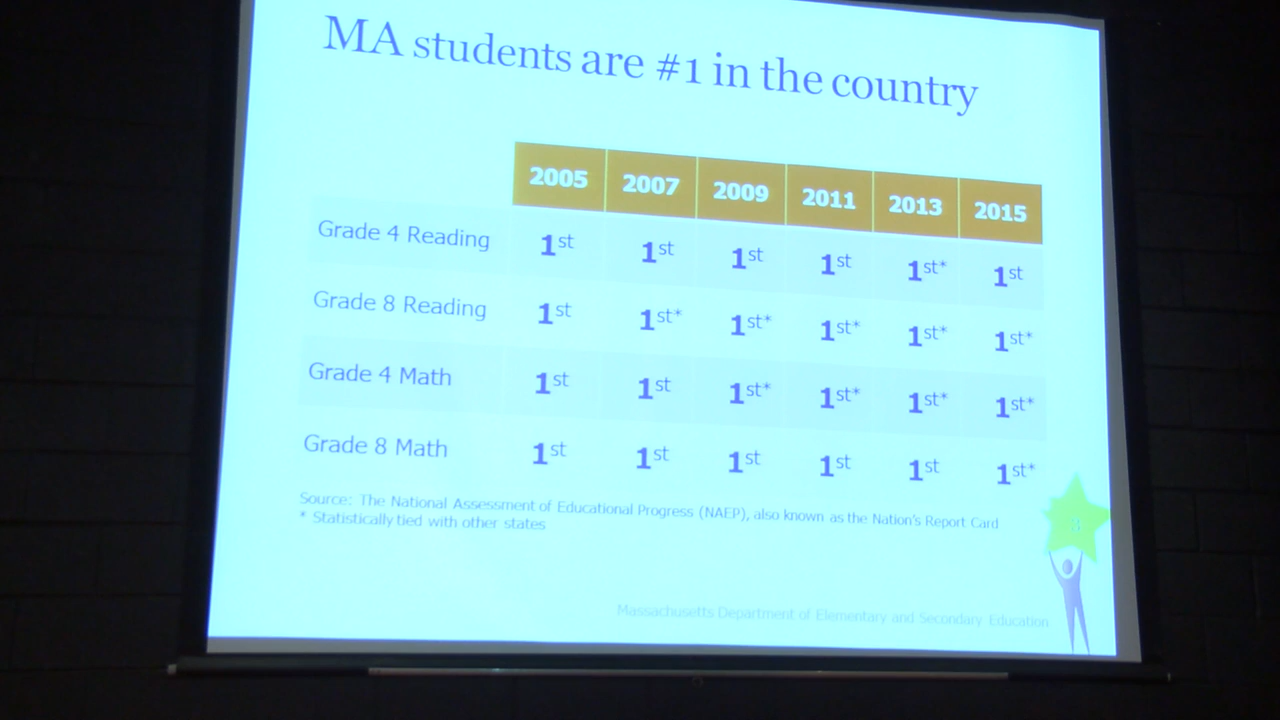 MA students are #1 in the country
2005 2007 2009 2011 2013 2015
Grade 4 Reading 1st 1st 1st 1st 1st* 1st
Grade 8 Reading 1st 1st* 1st* 1st* 1st* 1st*
Grade 4 Math 1st 1st 1st* 1st* 1st* 1st*
Grade 8 Math 1st 1st 1st 1st 1st 1st*
Source: The National Assessment of Educational Progress (NAEP), also known as the Nation's Report Card
* Statistically tied with other states
3
Massachusetts Department of Elementary and Secondary Education